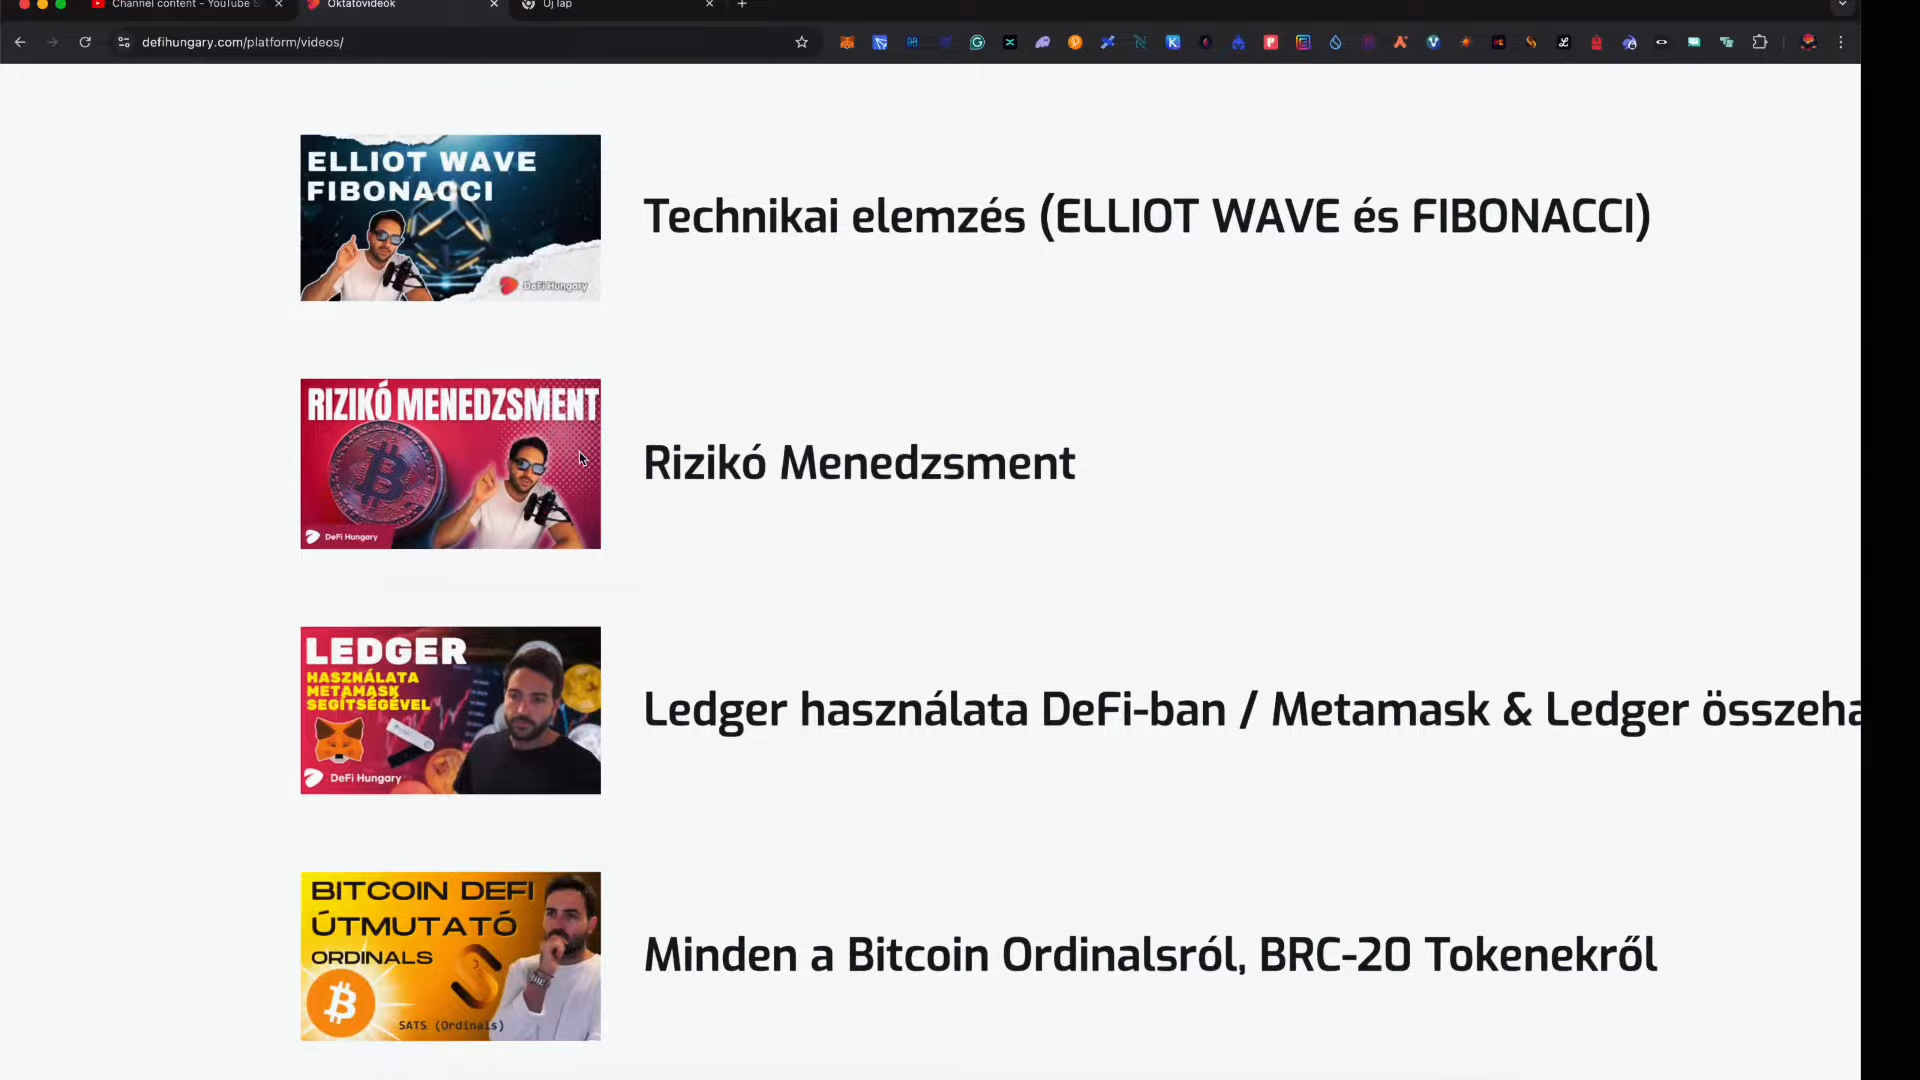 Channel content - YouTube S
Oktatóvideók
Új lap
defihungary.com/platform/videos/
ELLIOT WAVE
FIBONACCI
DeFi Hungary
Technikai elemzés (ELLIOT WAVE és FIBONACCI)
RIZIKÓ MENEDZSMENT
DeFi Hungary
Rizikó Menedzsment
LEDGER
HASZNÁLATA
METAMASK
SEGÍTSÉGÉVEL
DeFi Hungary
Ledger használata DeFi-ban / Metamask & Ledger összeha
BITCOIN DEFI
ÚTMUTATÓ
ORDINALS
SATS (Ordinals)
Minden a Bitcoin Ordinalsról, BRC-20 Tokenekről